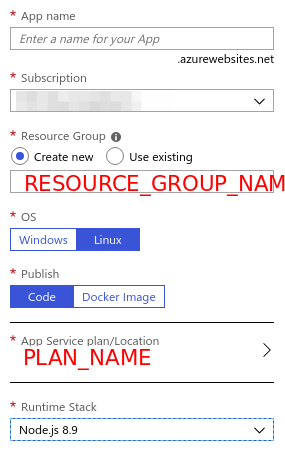 * App name
Enter a name for your App
.azurewebsites.net
* Subscription
* Resource Group
Create new Use existing
RESOURCE_GROUP_NAM
* OS
Windows Linux
* Publish
Code Docker Image
* App Service plan/Location
PLAN_NAME
* Runtime Stack
Node.js 8.9